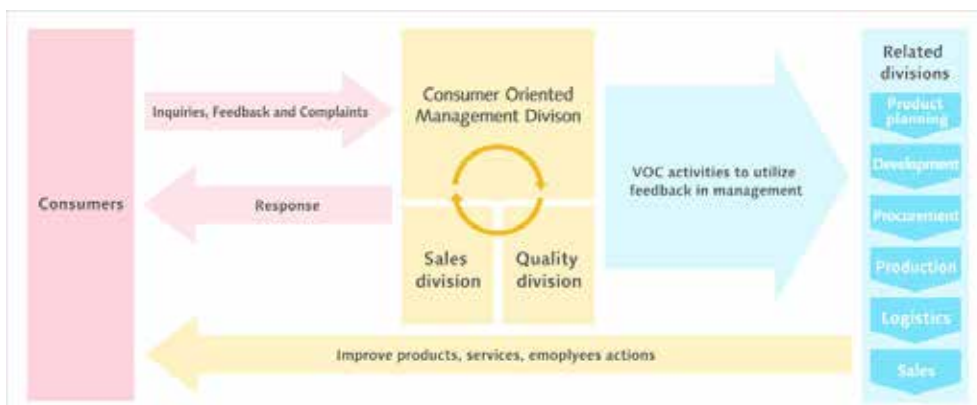 Consumers
Inquiries, Feedback and Complaints
Response
Consumer Oriented
Management Divison
Sales
division
Quality
division
VOC activities to utilize
feedback in management
Related
divisions
Product
planning
Development
Procurement
Production
Logistics
Sales
Improve products, services, emoplyees actions